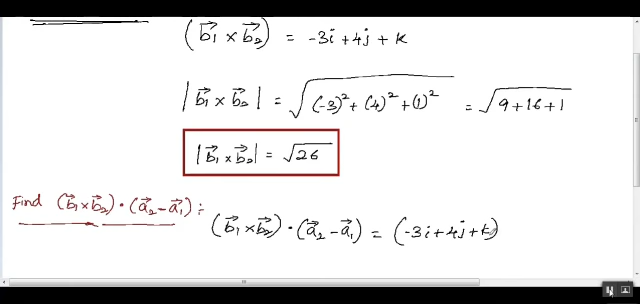 (b₁⃗ × b₂⃗) = -3i + 4j + k
|b₁⃗ × b₂⃗| = √((-3)² + (4)² + (1)²) = √(9+16+1)
|b₁⃗ × b₂⃗| = √26
Find (b₁⃗ × b₂⃗) • (a₂⃗ - a₁⃗) :-
(b₁⃗ × b₂⃗) • (a₂⃗ - a₁⃗) = (-3i + 4j + k)